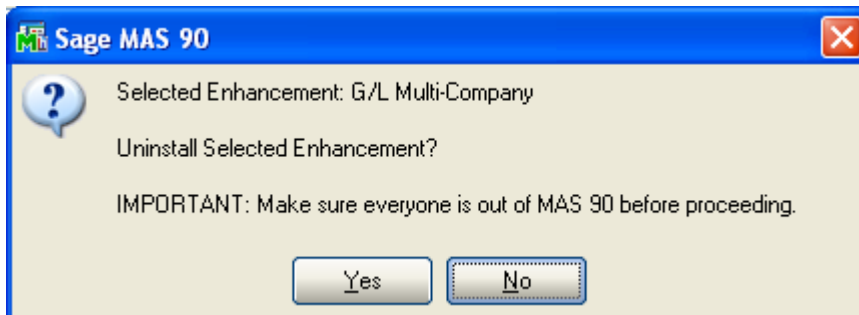 Sage MAS 90
Selected Enhancement: G/L Multi-Company
Uninstall Selected Enhancement?
IMPORTANT: Make sure everyone is out of MAS 90 before proceeding.
Yes No